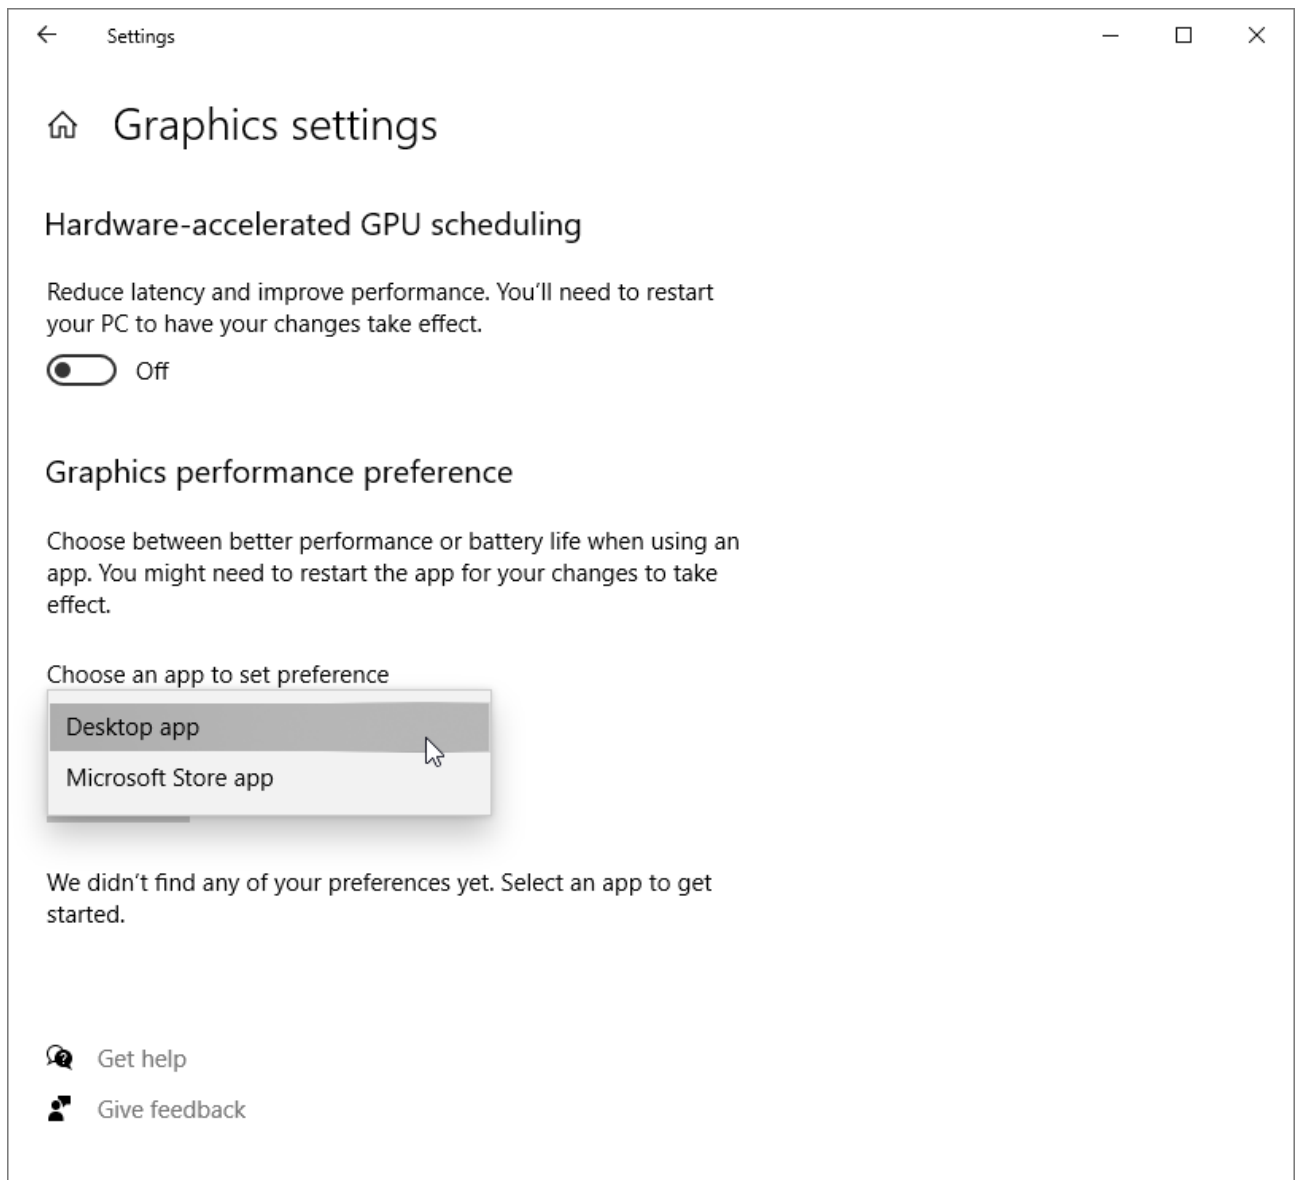 Settings
Graphics settings
Hardware-accelerated GPU scheduling
Reduce latency and improve performance. You’ll need to restart
your PC to have your changes take effect.
Off
Graphics performance preference
Choose between better performance or battery life when using an
app. You might need to restart the app for your changes to take
effect.
Choose an app to set preference
Desktop app
Microsoft Store app
We didn’t find any of your preferences yet. Select an app to get
started.
Get help
Give feedback